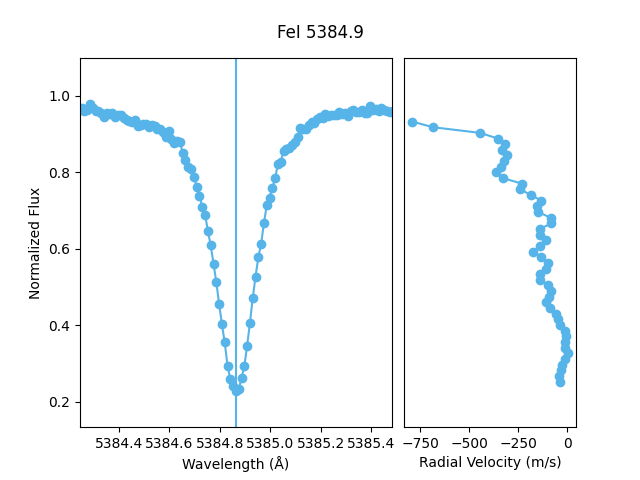 FeI 5384.9
Normalized Flux
1.0
0.8
0.6
0.4
0.2
5384.4 5384.6 5384.8 5385.0 5385.2 5385.4
Wavelength (Å)
−750 −500 −250 0
Radial Velocity (m/s)